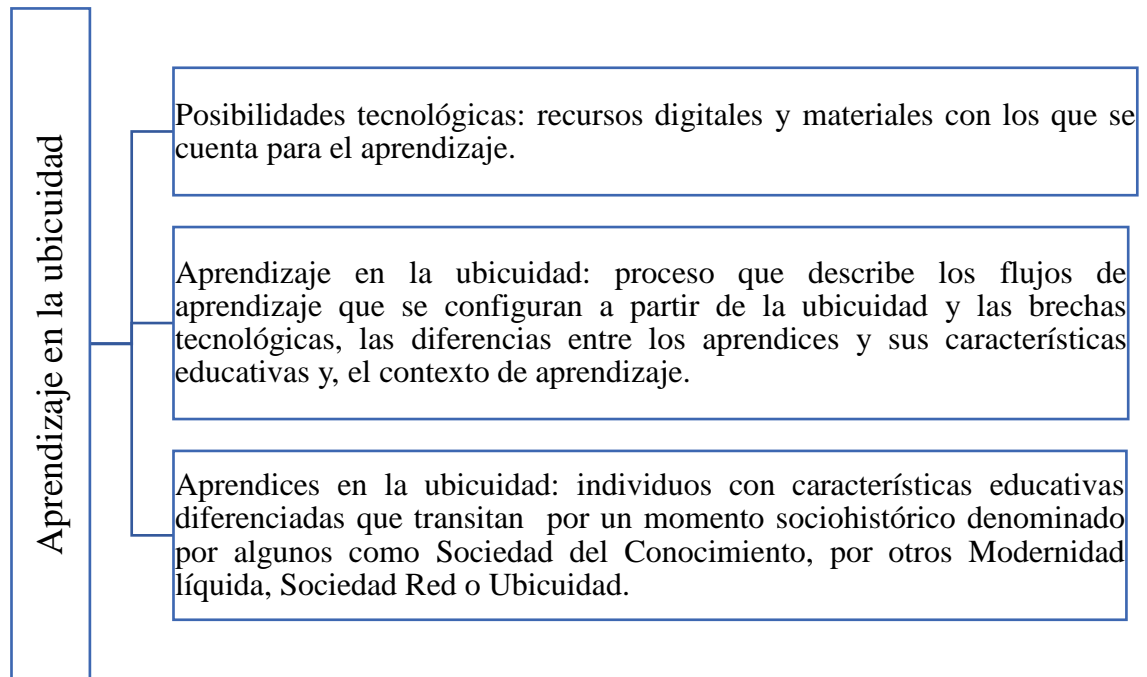 Aprendizaje en la ubicuidad
Posibilidades tecnológicas: recursos digitales y materiales con los que se
cuenta para el aprendizaje.
Aprendizaje en la ubicuidad: proceso que describe los flujos de
aprendizaje que se configuran a partir de la ubicuidad y las brechas
tecnológicas, las diferencias entre los aprendices y sus características
educativas y, el contexto de aprendizaje.
Aprendices en la ubicuidad: individuos con características educativas
diferenciadas que transitan por un momento sociohistórico denominado
por algunos como Sociedad del Conocimiento, por otros Modernidad
líquida, Sociedad Red o Ubicuidad.